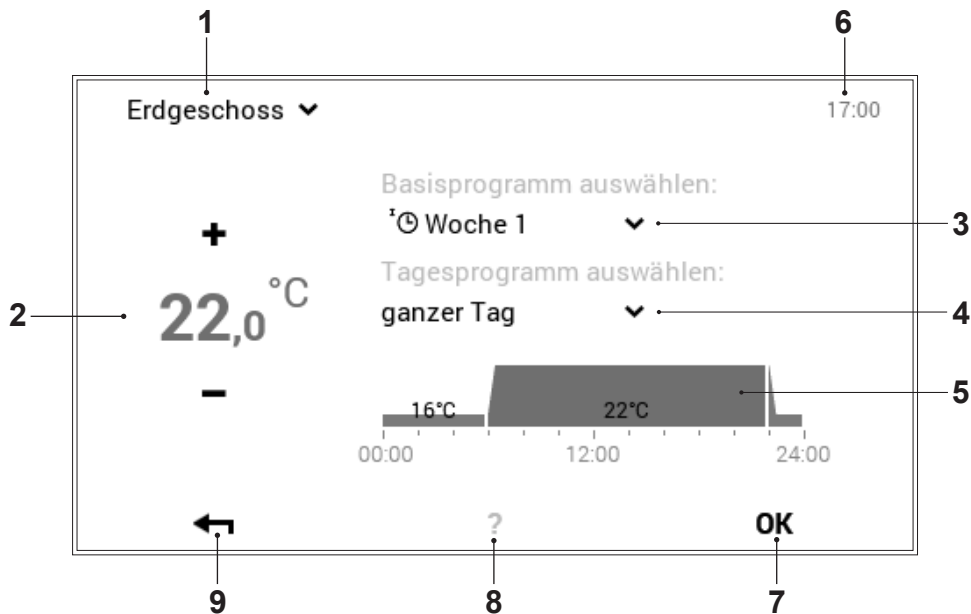 1 6
Erdgeschoss
17:00
Basisprogramm auswählen:
Woche 1
3
Tagesprogramm auswählen:
2
22,0 °C
ganzer Tag
4
16°C 22°C
5
00:00 12:00 24:00
? OK
9 8 7